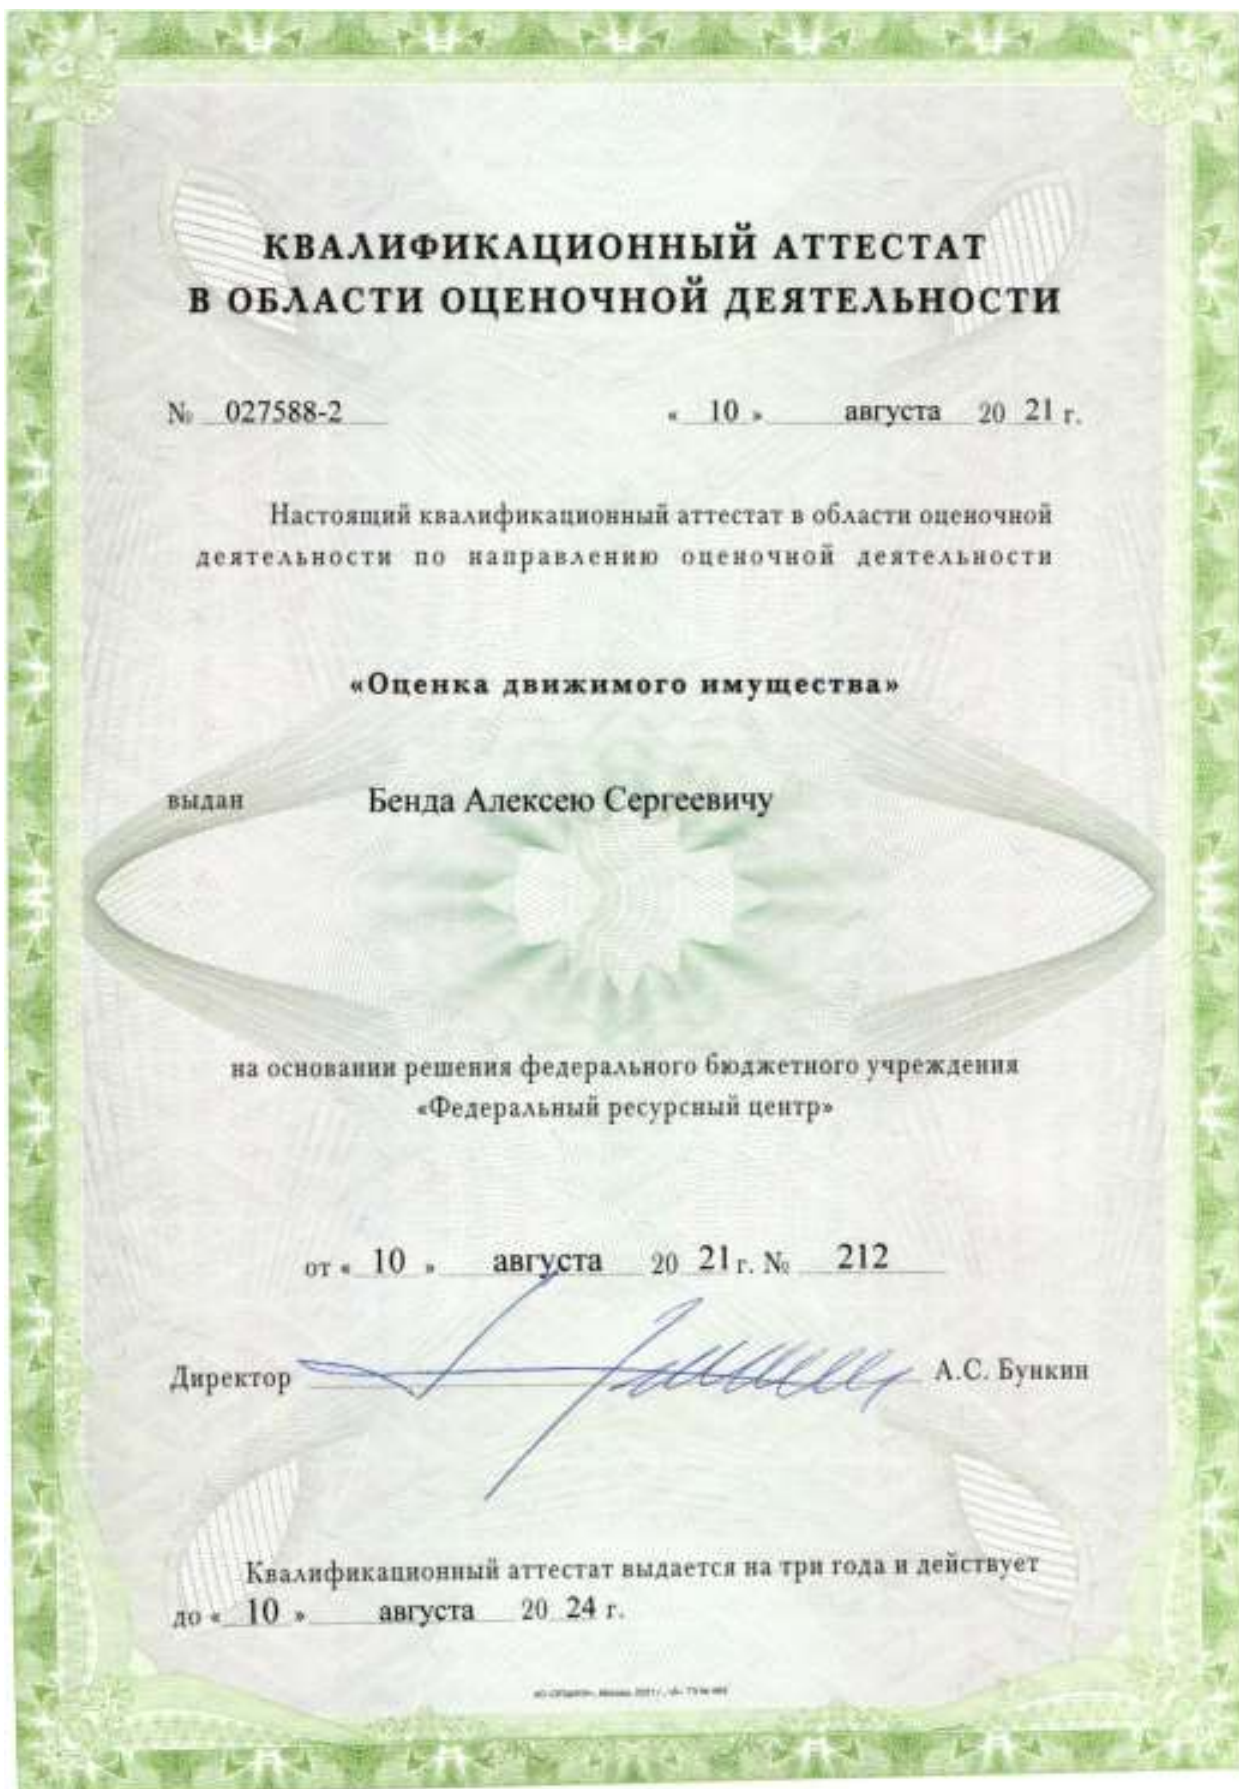 КВАЛИФИКАЦИОННЫЙ АТТЕСТАТ
В ОБЛАСТИ ОЦЕНОЧНОЙ ДЕЯТЕЛЬНОСТИ
№ 027588-2 « 10 » августа 20 21 г.
Настоящий квалификационный аттестат в области оценочной
деятельности по направлению оценочной деятельности
«Оценка движимого имущества»
выдан Бенда Алексею Сергеевичу
на основании решения федерального бюджетного учреждения
«Федеральный ресурсный центр»
от « 10 » августа 20 21 г. № 212
Директор А.С. Бункин
Квалификационный аттестат выдается на три года и действует
до « 10 » августа 20 24 г.